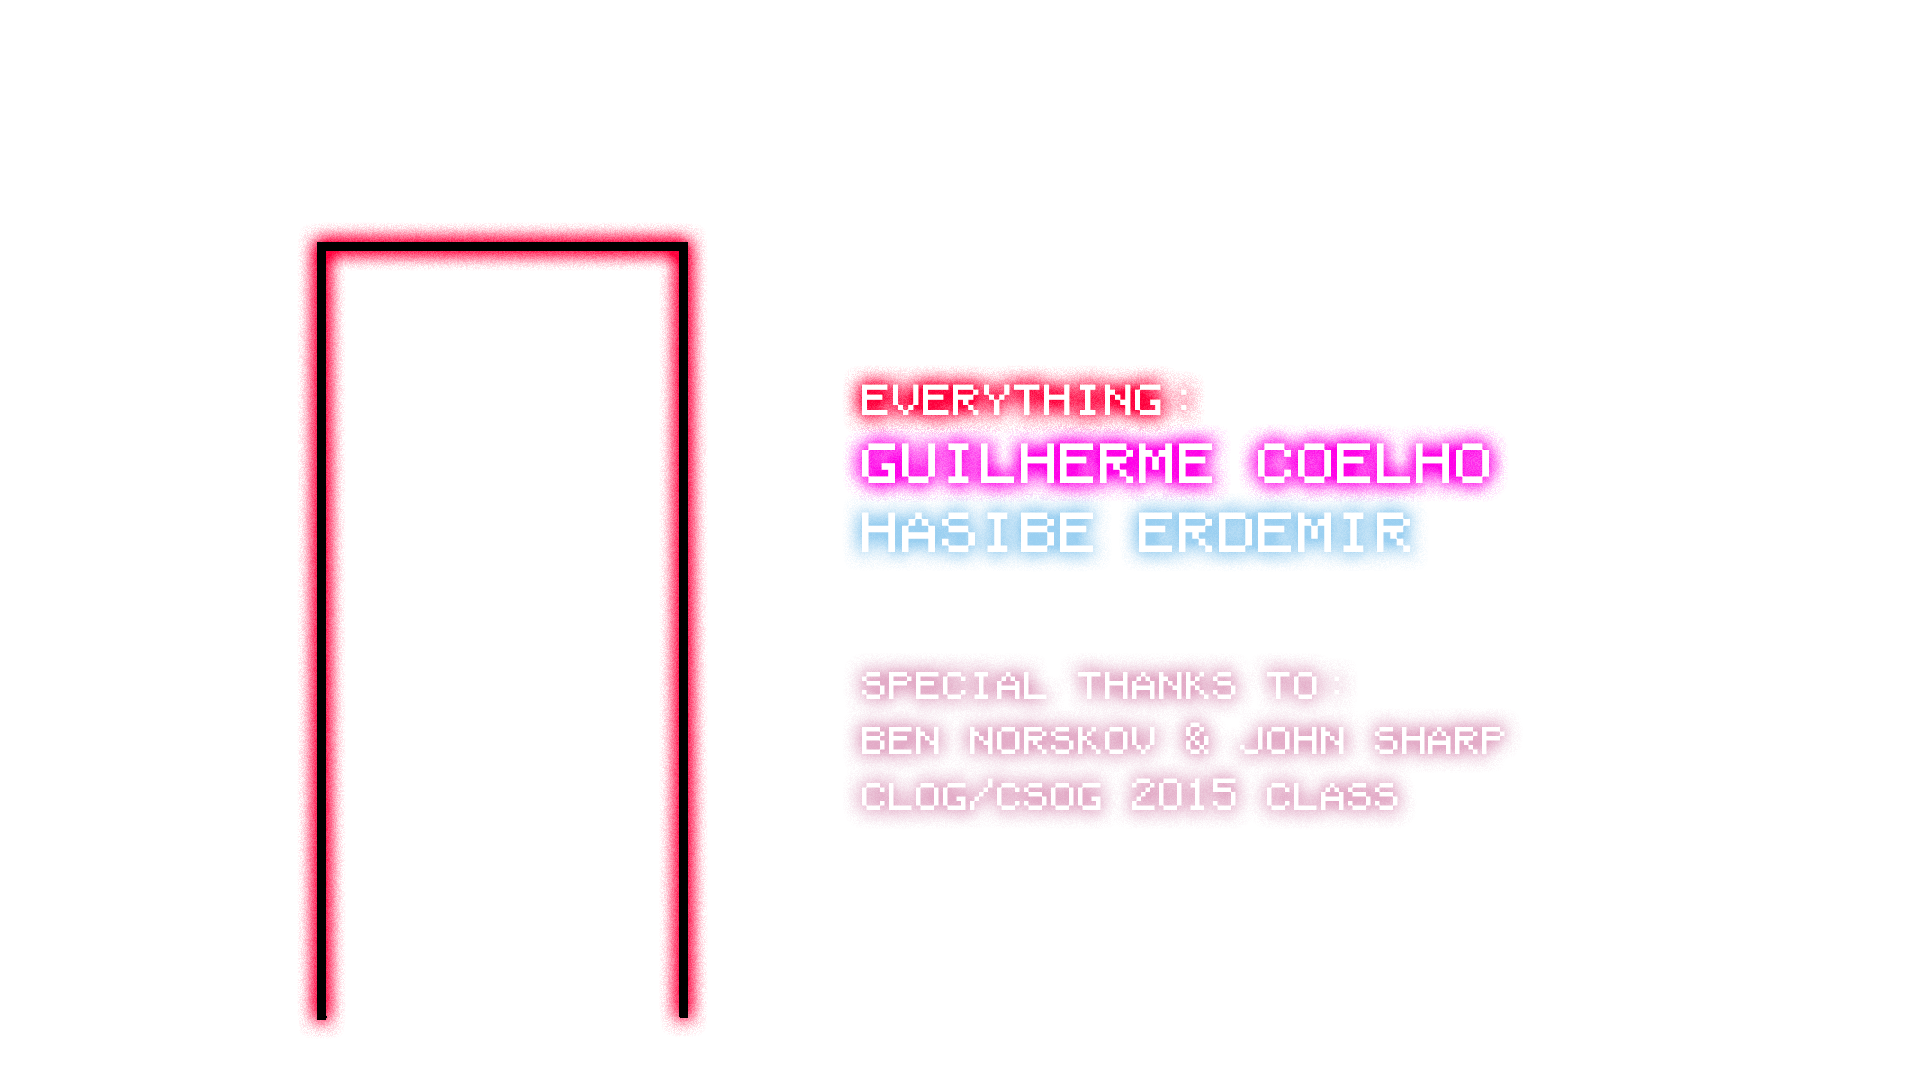 EVERYTHING:
GUILHERME COELHO
HASIBE ERDEMIR
SPECIAL THANKS TO:
BEN NORSKOV & JOHN SHARP
CLOG/CSOG 2015 CLASS